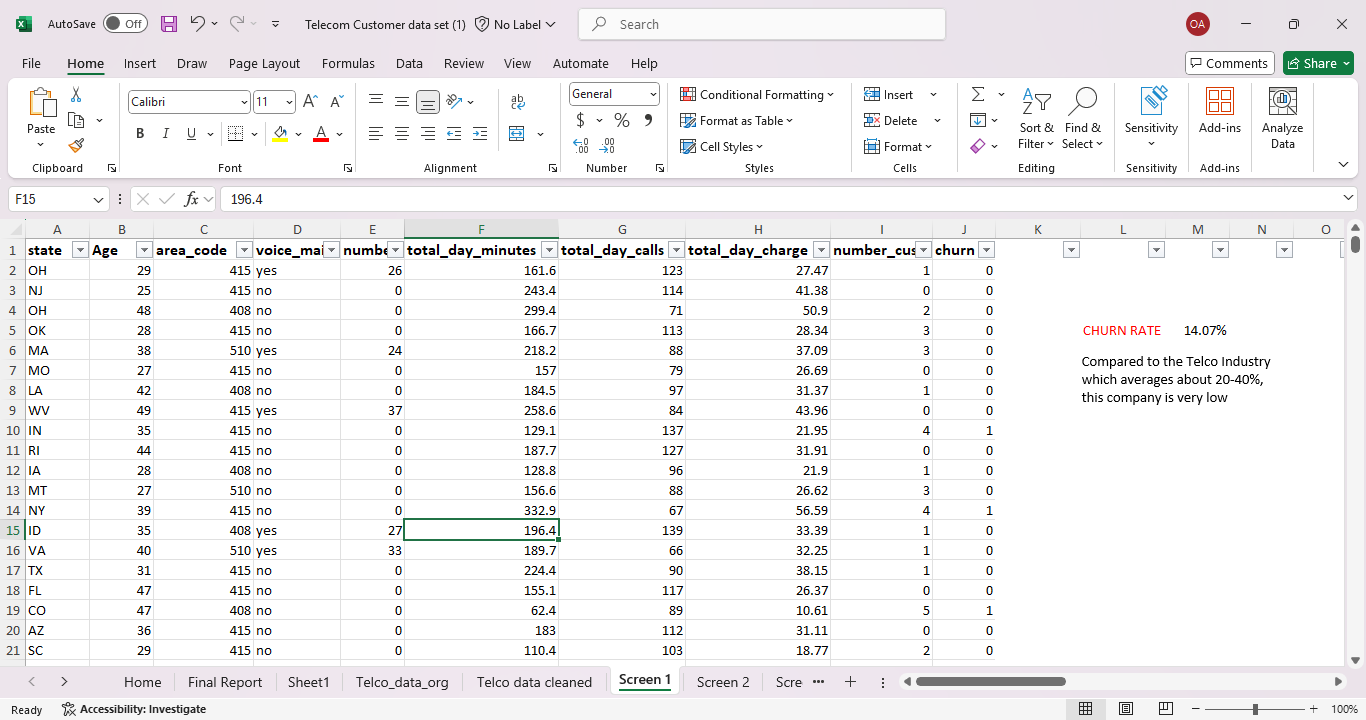 AutoSave Off Telecom Customer data set (1) No Label Search OA
File Home Insert Draw Page Layout Formulas Data Review View Automate Help Comments Share
Paste Calibri 11 A A ab General Conditional Formatting Insert
B I U A $ % Format as Table Delete Sort & Find & Sensitivity Add-ins Analyze
Cell Styles Format Filter Select Data
Clipboard Font Alignment Number Styles Cells Editing Sensitivity Add-ins
F15 fx 196.4
A B C D E F G H I J K L M N O
1 state Age area_code voice_mai numbe total_day_minutes total_day_calls total_day_charge number_cus churn
2 OH 29 415 yes 26 161.6 123 27.47 1 0
3 NJ 25 415 no 0 243.4 114 41.38 0 0
4 OH 48 408 no 0 299.4 71 50.9 2 0
5 OK 28 415 no 0 166.7 113 28.34 3 0 CHURN RATE 14.07%
6 MA 38 510 yes 24 218.2 88 37.09 3 0
Compared to the Telco Industry
7 MO 27 415 no 0 157 79 26.69 0 0
which averages about 20-40%,
8 LA 42 408 no 0 184.5 97 31.37 1 0
this company is very low
9 WV 49 415 yes 37 258.6 84 43.96 0 0
10 IN 35 415 no 0 129.1 137 21.95 4 1
11 RI 44 415 no 0 187.7 127 31.91 0 0
12 IA 28 408 no 0 128.8 96 21.9 1 0
13 MT 27 510 no 0 156.6 88 26.62 3 0
14 NY 39 415 no 0 332.9 67 56.59 4 1
15 ID 35 408 yes 27 196.4 139 33.39 1 0
16 VA 40 510 yes 33 189.7 66 32.25 1 0
17 TX 31 415 no 0 224.4 90 38.15 1 0
18 FL 47 415 no 0 155.1 117 26.37 0 0
19 CO 47 408 no 0 62.4 89 10.61 5 1
20 AZ 36 415 no 0 183 112 31.11 0 0
21 SC 29 415 no 0 110.4 103 18.77 2 0
Home Final Report Sheet1 Telco_data_org Telco data cleaned Screen 1 Screen 2 Scre ...
Ready Accessibility: Investigate 100%